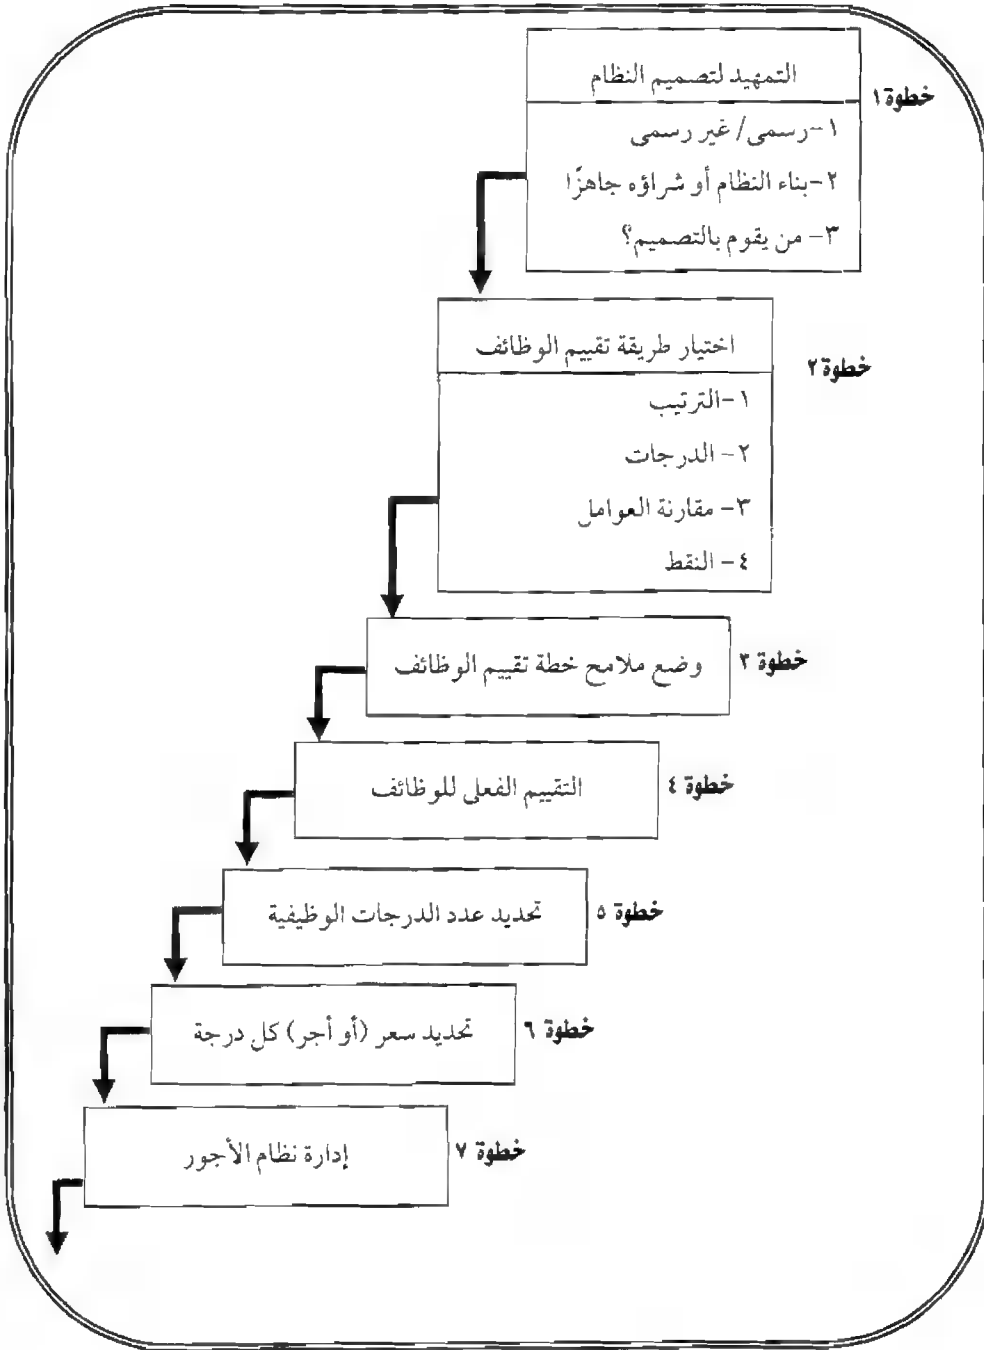 التمهيد لتصميم النظام
خطوة ١
١-رسمى/ غير رسمى
٢-بناء النظام أو شراؤه جاهزًا
٣- من يقوم بالتصميم؟
اختيار طريقة تقييم الوظائف
خطوة ٢
١-الترتيب
٢- الدرجات
٣- مقارنة العوامل
٤- النقط
خطوة ٣
وضع ملامح خطة تقييم الوظائف
خطوة ٤
التقييم الفعلى للوظائف
خطوة ٥
تحديد عدد الدرجات الوظيفية
خطوة ٦
تحديد سعر (أو أجر) كل درجة
خطوة ٧
إدارة نظام الأجور